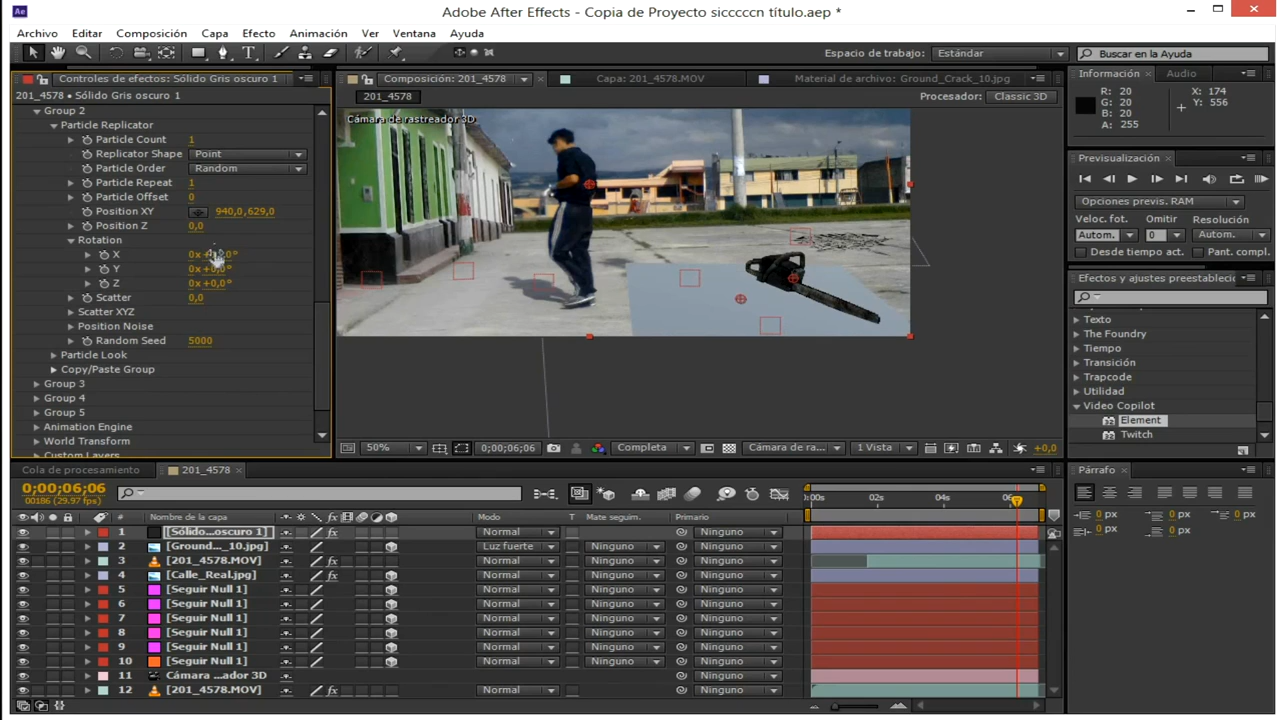 Ae
Adobe After Effects - Copia de Proyecto sicccccn título.aep *
Archivo Editar Composición Capa Efecto Animación Ver Ventana Ayuda
Espacio de trabajo: Estándar Buscar en la Ayuda
Controles de efectos: Sólido Gris oscuro 1
Composición: 201_4578
Capa: 201_4578.MOV
Material de archivo: Ground_Crack_10.jpg
Información Audio
201_4578 • Sólido Gris oscuro 1
201_4578
Procesador: Classic 3D
R: 20
G: 20
B: 20
A: 255
X: 174
Y: 556
Group 2
Particle Replicator
Particle Count 1
Replicator Shape Point
Particle Order Random
Particle Repeat 1
Particle Offset 0
Position XY 940,0,629,0
Position Z 0,0
Rotation
X
Y 0x+0,0°
Z 0x+0,0°
Scatter 0,0
Scatter XYZ
Position Noise
Random Seed 5000
Particle Look
Copy/Paste Group
Group 3
Group 4
Group 5
Animation Engine
World Transform
Custom Layers
Cámara de rastreador 3D
50% 0;00;06;06 Completa Cámara de ra... 1 Vista +0,0
Previsualización
Opciones previs. RAM
Veloc. fot. Omitir Resolución
Autom. 0 Autom.
Desde tiempo act. Pant. compl.
Efectos y ajustes preestablecid
Texto
The Foundry
Tiempo
Transición
Trapcode
Utilidad
Video Copilot
Element
Twitch
Cola de procesamiento 201_4578
0;00;06;06
00186 (29.97 fps)
:00s 02s 04s 06
# Nombre de la capa Modo T Mate seguim. Primario
1 [Sólido...oscuro 1] Normal Ninguno
2 [Ground..._10.jpg] Luz fuerte Ninguno Ninguno
3 [201_4578.MOV] Normal Ninguno Ninguno
4 [Calle_Real.jpg] Normal Ninguno Ninguno
5 [Seguir Null 1] Normal Ninguno Ninguno
6 [Seguir Null 1] Normal Ninguno Ninguno
7 [Seguir Null 1] Normal Ninguno Ninguno
8 [Seguir Null 1] Normal Ninguno Ninguno
9 [Seguir Null 1] Normal Ninguno Ninguno
10 [Seguir Null 1] Normal Ninguno Ninguno
11 Cámara ...ador 3D Ninguno
12 [201_4578.MOV] Normal Ninguno Ninguno
Párrafo
0 px 0 px 0 px
0 px 0 px